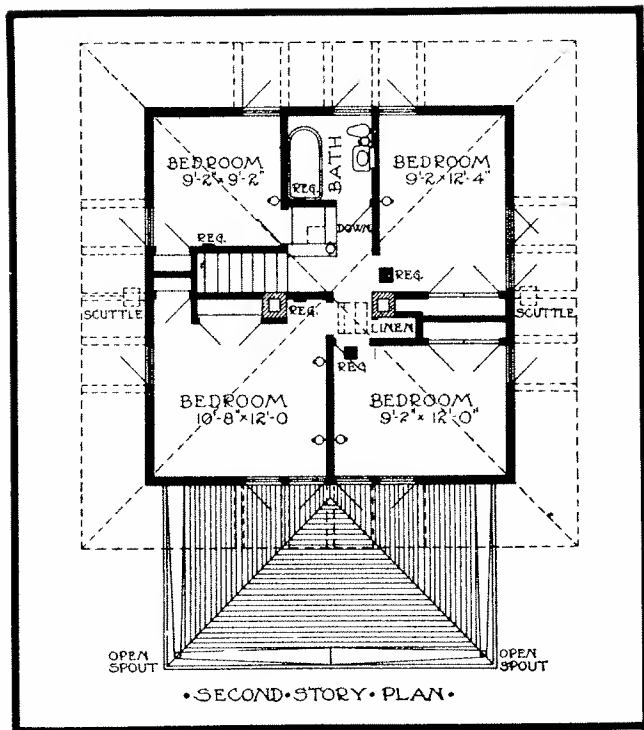 BEDROOM
9'-2" × 9'-2"
REG.
BATH
BEDROOM
9'-2 × 12'-4"
DOWN
REG.
REG.
SCUTTLE
REG.
LINEN
SCUTTLE
REG
BEDROOM
10'-8" × 12'-0
BEDROOM
9'-2" × 12'-0"
OPEN
SPOUT
OPEN
SPOUT
•SECOND•STORY•PLAN•